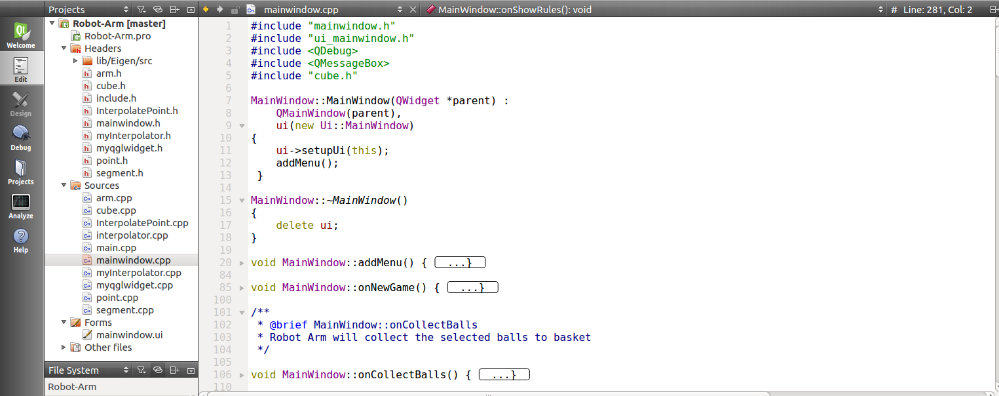 Projects
mainwindow.cpp
MainWindow::onShowRules(): void
# Line: 281, Col: 2
Welcome
Edit
Design
Debug
Projects
Analyze
Help
Robot-Arm [master]
Robot-Arm.pro
Headers
lib/Eigen/src
arm.h
cube.h
include.h
InterpolatePoint.h
mainwindow.h
myInterpolator.h
myqglwidget.h
point.h
segment.h
Sources
arm.cpp
cube.cpp
InterpolatePoint.cpp
interpolator.cpp
main.cpp
mainwindow.cpp
myInterpolator.cpp
myqglwidget.cpp
point.cpp
segment.cpp
Forms
mainwindow.ui
Other files
File System
Robot-Arm
1 #include "mainwindow.h"
2 #include "ui_mainwindow.h"
3 #include <QDebug>
4 #include <QMessageBox>
5 #include "cube.h"
6
7 MainWindow::MainWindow(QWidget *parent) :
8 QMainWindow(parent),
9 ui(new Ui::MainWindow)
10 {
11 ui->setupUi(this);
12 addMenu();
13 }
14
15 MainWindow::~MainWindow()
16 {
17 delete ui;
18 }
19
20 void MainWindow::addMenu() { ...}
84
85 void MainWindow::onNewGame() { ...}
100
101 /**
102 * @brief MainWindow::onCollectBalls
103 * Robot Arm will collect the selected balls to basket
104 */
105
106 void MainWindow::onCollectBalls() { ...}
110